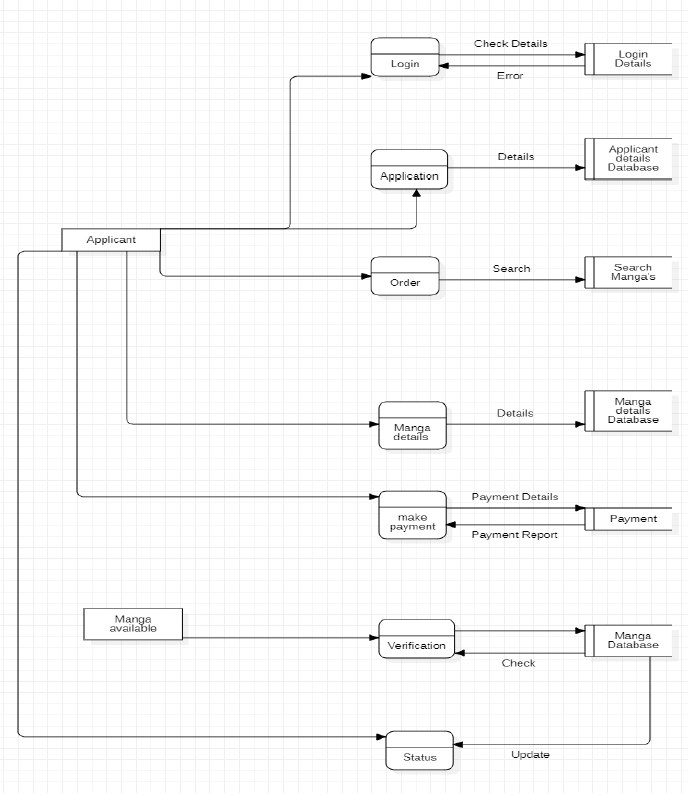 Check Details
Login
Login
Details
Error
Application
Details
Applicant
details
Database
Applicant
Order
Search
Search
Manga's
Manga
details
Details
Manga
details
Database
make
payment
Payment Details
Payment
Payment Report
Manga
available
Verification
Check
Manga
Database
Status
Update